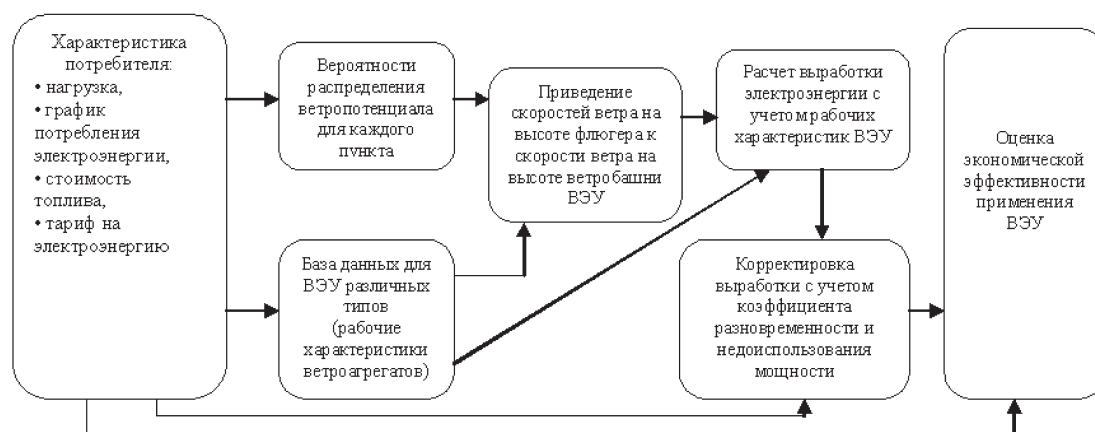 Характеристика
потребителя:
• нагрузка,
• график
потребления
электроэнергии,
• стоимость
топлива,
• тариф на
электроэнергию
Вероятности
распределения
ветропотенциала
для каждого
пункта
База данных для
ВЭУ различных
типов
(рабочие
характеристики
ветроагрегатов)
Приведение
скоростей ветра на
высоте флюгера к
скорости ветра на
высоте ветробашни
ВЭУ
Расчет выработки
электроэнергии с
учетом рабочих
характеристик ВЭУ
Корректировка
выработки с учетом
коэффициента
разновременности и
недоиспользования
мощности
Оценка
экономической
эффективности
применения
ВЭУ